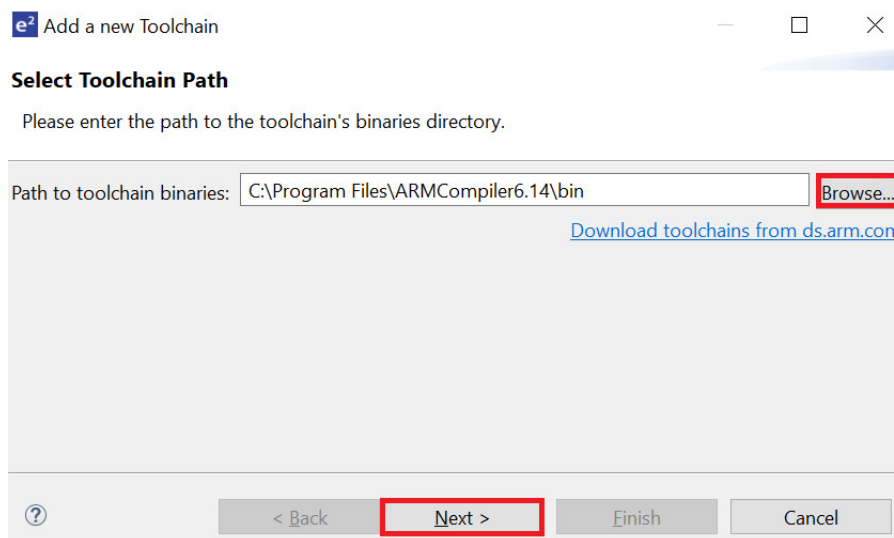 e² Add a new Toolchain
Select Toolchain Path
Please enter the path to the toolchain's binaries directory.
Path to toolchain binaries: C:\Program Files\ARMCompiler6.14\bin Browse...
Download toolchains from ds.arm.com
? < Back Next > Finish Cancel